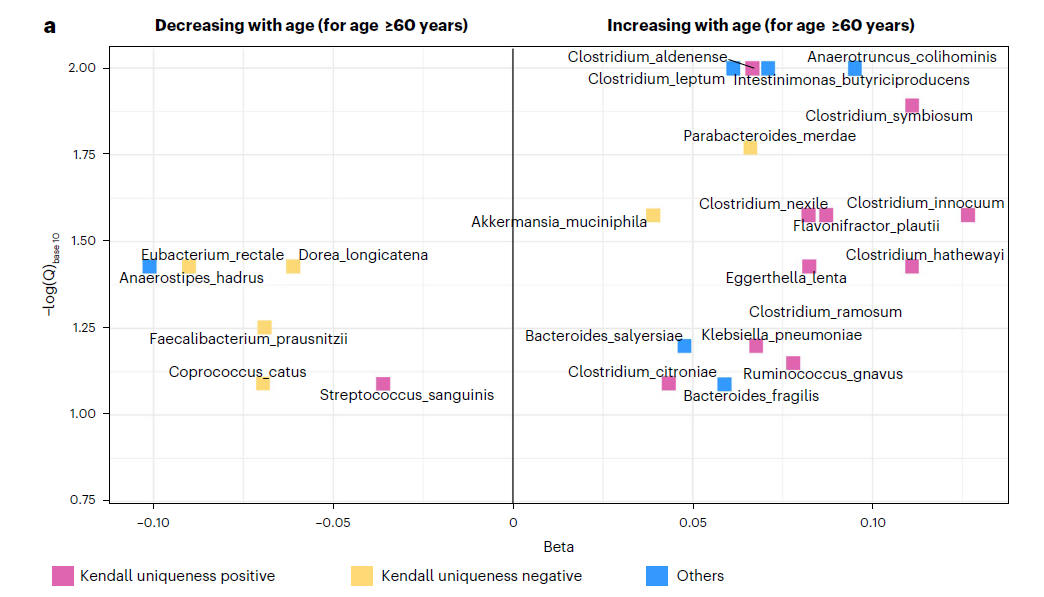 a
Decreasing with age (for age ≥60 years)
Increasing with age (for age ≥60 years)
Clostridium_aldenense
Anaerotruncus_colihominis
Clostridium_leptum
Intestinimonas_butyriciproducens
Clostridium_symbiosum
Parabacteroides_merdae
Clostridium_nexile
Clostridium_innocuum
Akkermansia_muciniphila
Flavonifractor_plautii
Eubacterium_rectale
Dorea_longicatena
Clostridium_hathewayi
Anaerostipes_hadrus
Eggerthella_lenta
Clostridium_ramosum
Faecalibacterium_prausnitzii
Bacteroides_salyersiae
Klebsiella_pneumoniae
Coprococcus_catus
Clostridium_citroniae
Ruminococcus_gnavus
Streptococcus_sanguinis
Bacteroides_fragilis
−log(Q)base 10
2.00
1.75
1.50
1.25
1.00
0.75
−0.10
−0.05
0
0.05
0.10
Beta
Kendall uniqueness positive
Kendall uniqueness negative
Others